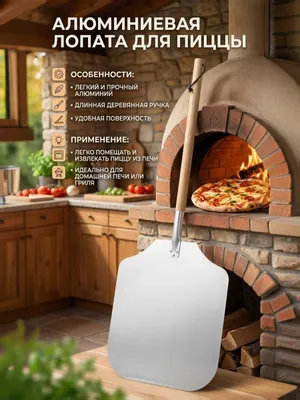 АЛЮМИНИЕВАЯ
ЛОПАТА ДЛЯ ПИЦЦЫ
ОСОБЕННОСТИ:
• ЛЕГКИЙ И ПРОЧНЫЙ
АЛЮМИНИЙ
• ДЛИННАЯ ДЕРЕВЯННАЯ РУЧКА
• УДОБНАЯ ПОВЕРХНОСТЬ
ПРИМЕНЕНИЕ:
• ЛЕГКО ПОМЕЩАТЬ И
ИЗВЛЕКАТЬ ПИЦЦУ ИЗ ПЕЧИ
• ИДЕАЛЬНО ДЛЯ
ДОМАШНЕЙ ПЕЧИ ИЛИ
ГРИЛЯ